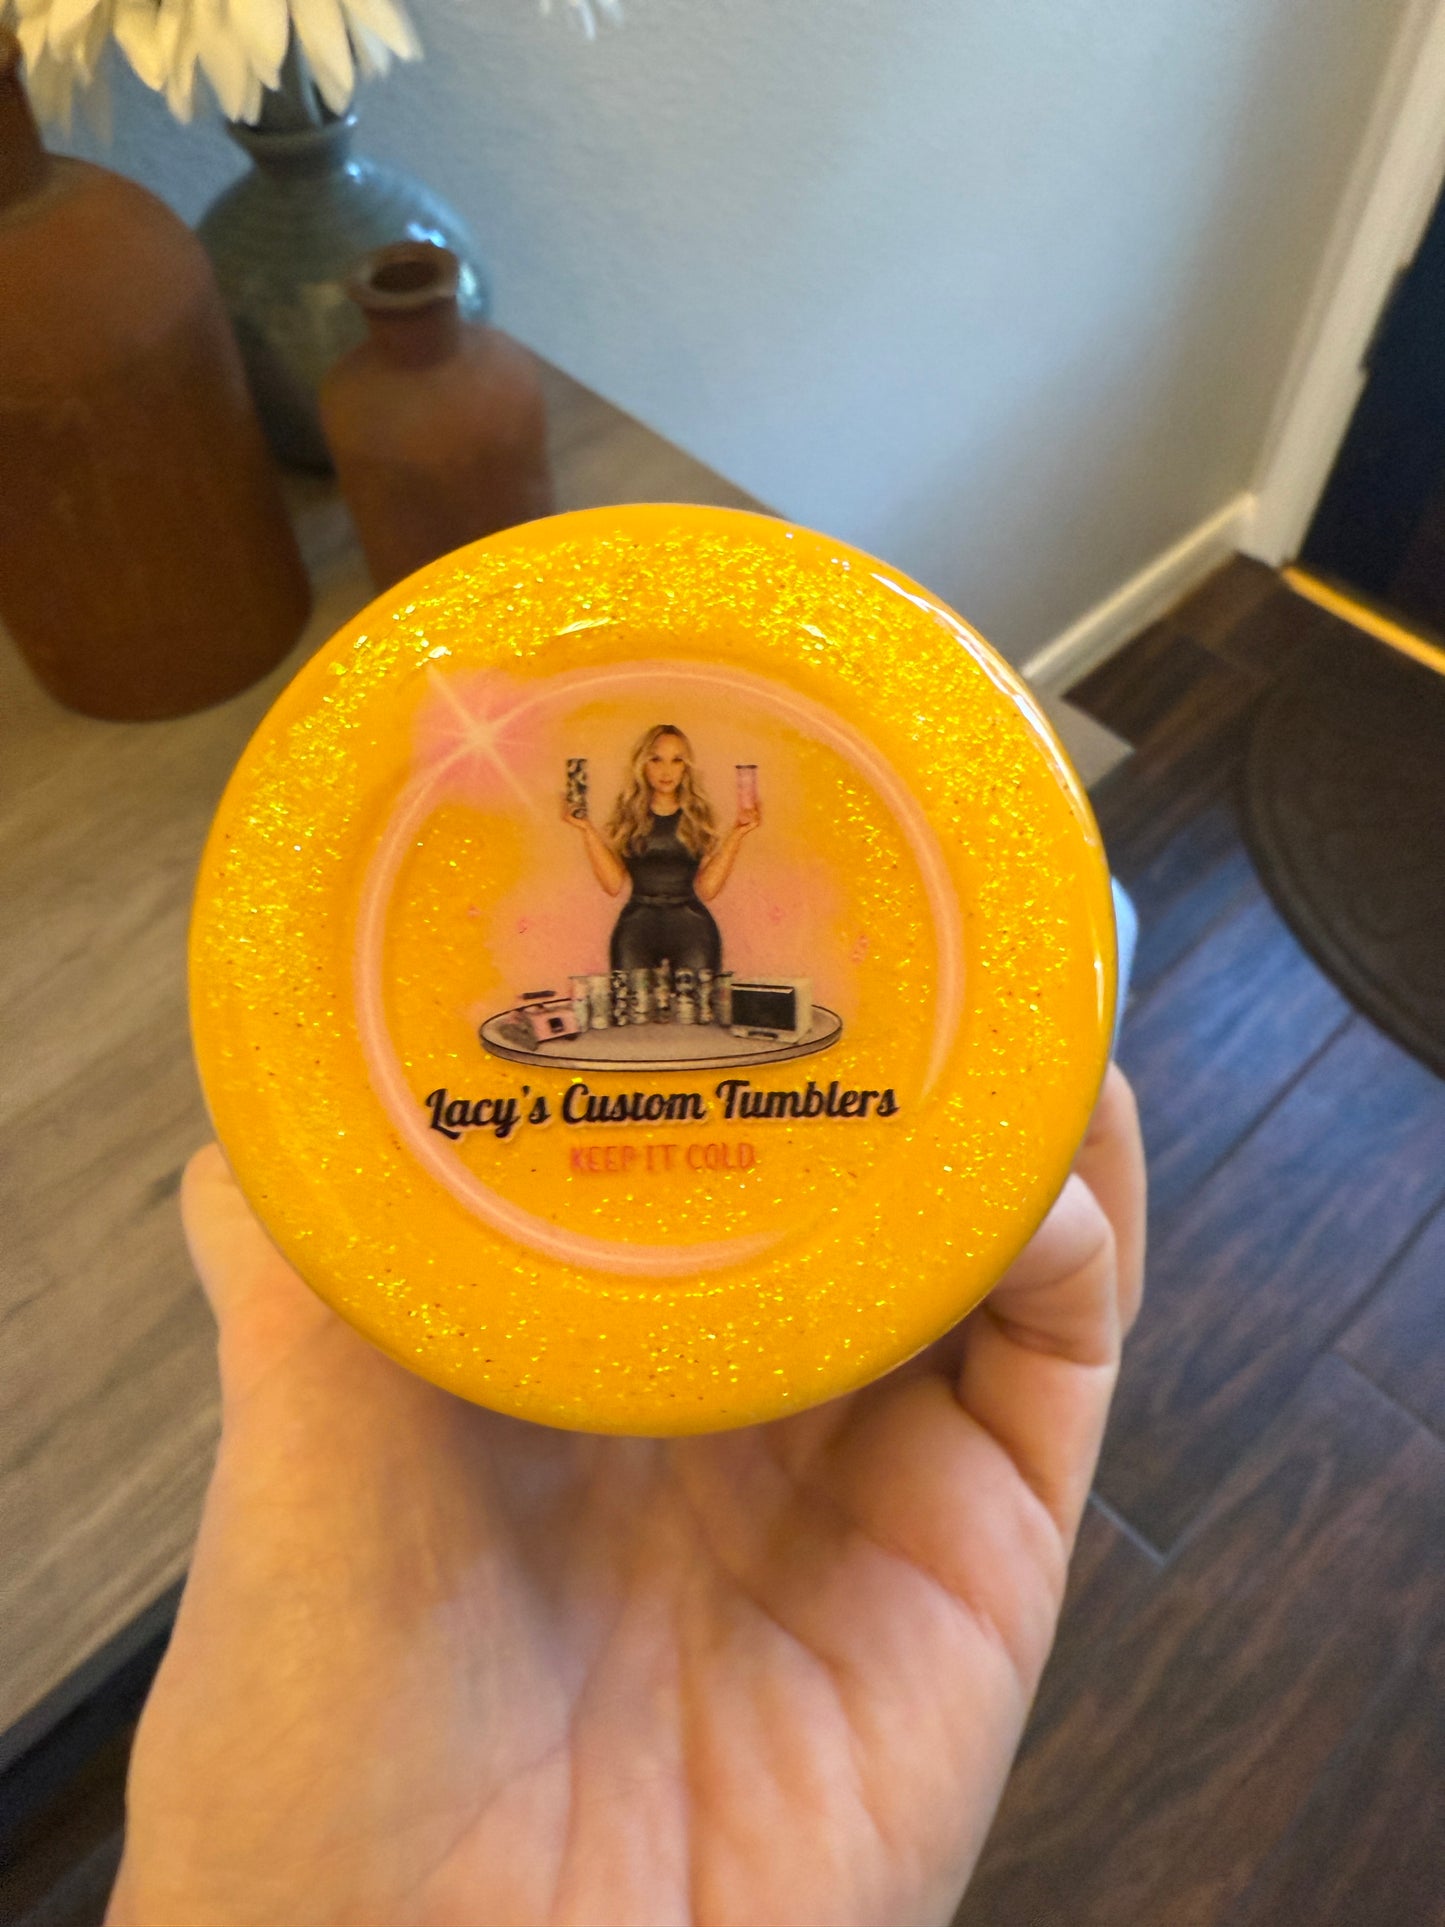 Lacy's Custom Tumblers
KEEP IT COLD